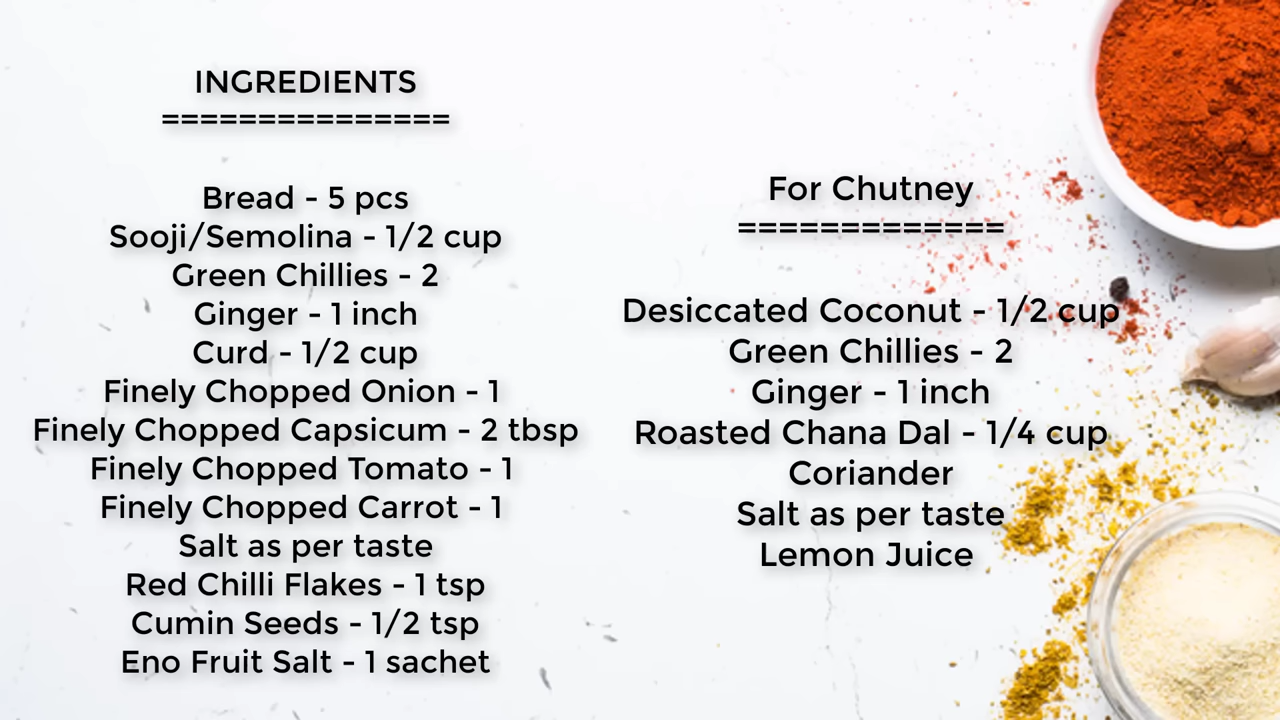 INGREDIENTS
===============
Bread - 5 pcs
Sooji/Semolina - 1/2 cup
Green Chillies - 2
Ginger - 1 inch
Curd - 1/2 cup
Finely Chopped Onion - 1
Finely Chopped Capsicum - 2 tbsp
Finely Chopped Tomato - 1
Finely Chopped Carrot - 1
Salt as per taste
Red Chilli Flakes - 1 tsp
Cumin Seeds - 1/2 tsp
Eno Fruit Salt - 1 sachet
For Chutney
=============
Desiccated Coconut - 1/2 cup
Green Chillies - 2
Ginger - 1 inch
Roasted Chana Dal - 1/4 cup
Coriander
Salt as per taste
Lemon Juice